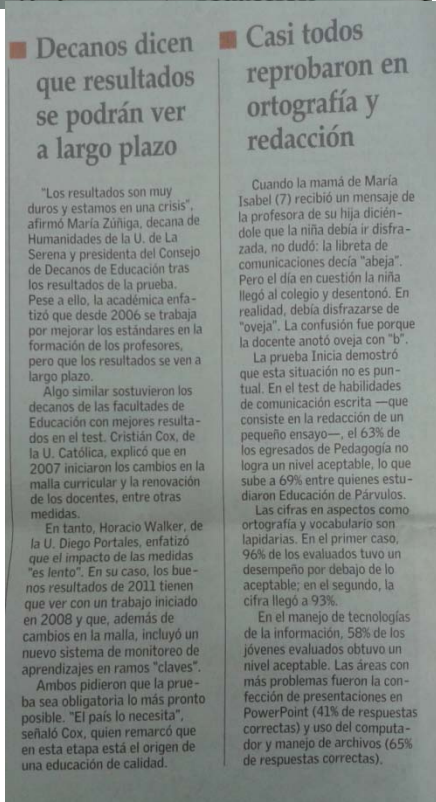 Decanos dicen
que resultados
se podrán ver
a largo plazo
"Los resultados son muy
duros y estamos en una crisis",
afirmó María Zúñiga, decana de
Humanidades de la U. de La
Serena y presidenta del Consejo
de Decanos de Educación tras
los resultados de la prueba.
Pese a ello, la académica enfa-
tizó que desde 2006 se trabaja
por mejorar los estándares en la
formación de los profesores,
pero que los resultados se ven a
largo plazo.
Algo similar sostuvieron los
decanos de las facultades de
Educación con mejores resulta-
dos en el test. Cristián Cox, de
la U. Católica, explicó que en
2007 iniciaron los cambios en la
malla curricular y la renovación
de los docentes, entre otras
medidas.
En tanto, Horacio Walker, de
la U. Diego Portales, enfatizó
que el impacto de las medidas
"es lento". En su caso, los bue-
nos resultados de 2011 tienen
que ver con un trabajo iniciado
en 2008 y que, además de
cambios en la malla, incluyó un
nuevo sistema de monitoreo de
aprendizajes en ramos "claves".
Ambos pidieron que la prue-
ba sea obligatoria lo más pronto
posible. "El país lo necesita",
señaló Cox, quien remarcó que
en esta etapa está el origen de
una educación de calidad.
Casi todos
reprobaron en
ortografía y
redacción
Cuando la mamá de María
Isabel (7) recibió un mensaje de
la profesora de su hija dicién-
dole que la niña debía ir disfra-
zada, no dudó: la libreta de
comunicaciones decía "abeja".
Pero el día en cuestión la niña
llegó al colegio y desentonó. En
realidad, debía disfrazarse de
"oveja". La confusión fue porque
la docente anotó oveja con "b".
La prueba Inicia demostró
que esta situación no es pun-
tual. En el test de habilidades
de comunicación escrita —que
consiste en la redacción de un
pequeño ensayo—, el 63% de
los egresados de Pedagogía no
logra un nivel aceptable, lo que
sube a 69% entre quienes estu-
diaron Educación de Párvulos.
Las cifras en aspectos como
ortografía y vocabulario son
lapidarias. En el primer caso,
96% de los evaluados tuvo un
desempeño por debajo de lo
aceptable; en el segundo, la
cifra llegó a 93%.
En el manejo de tecnologías
de la información, 58% de los
jóvenes evaluados obtuvo un
nivel aceptable. Las áreas con
más problemas fueron la con-
fección de presentaciones en
PowerPoint (41% de respuestas
correctas) y uso del computa-
dor y manejo de archivos (65%
de respuestas correctas).